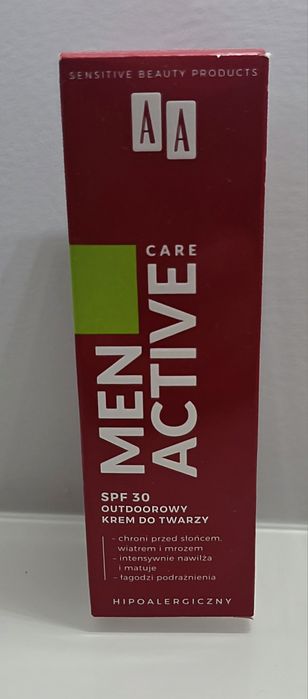 SENSITIVE BEAUTY PRODUCTS
AA
CARE
MEN
ACTIVE
SPF 30
OUTDOOROWY
KREM DO TWARZY
- chroni przed słońcem,
wiatrem i mrozem
- intensywnie nawilża
i matuje
- łagodzi podrażnienia
HIPOALERGICZNY